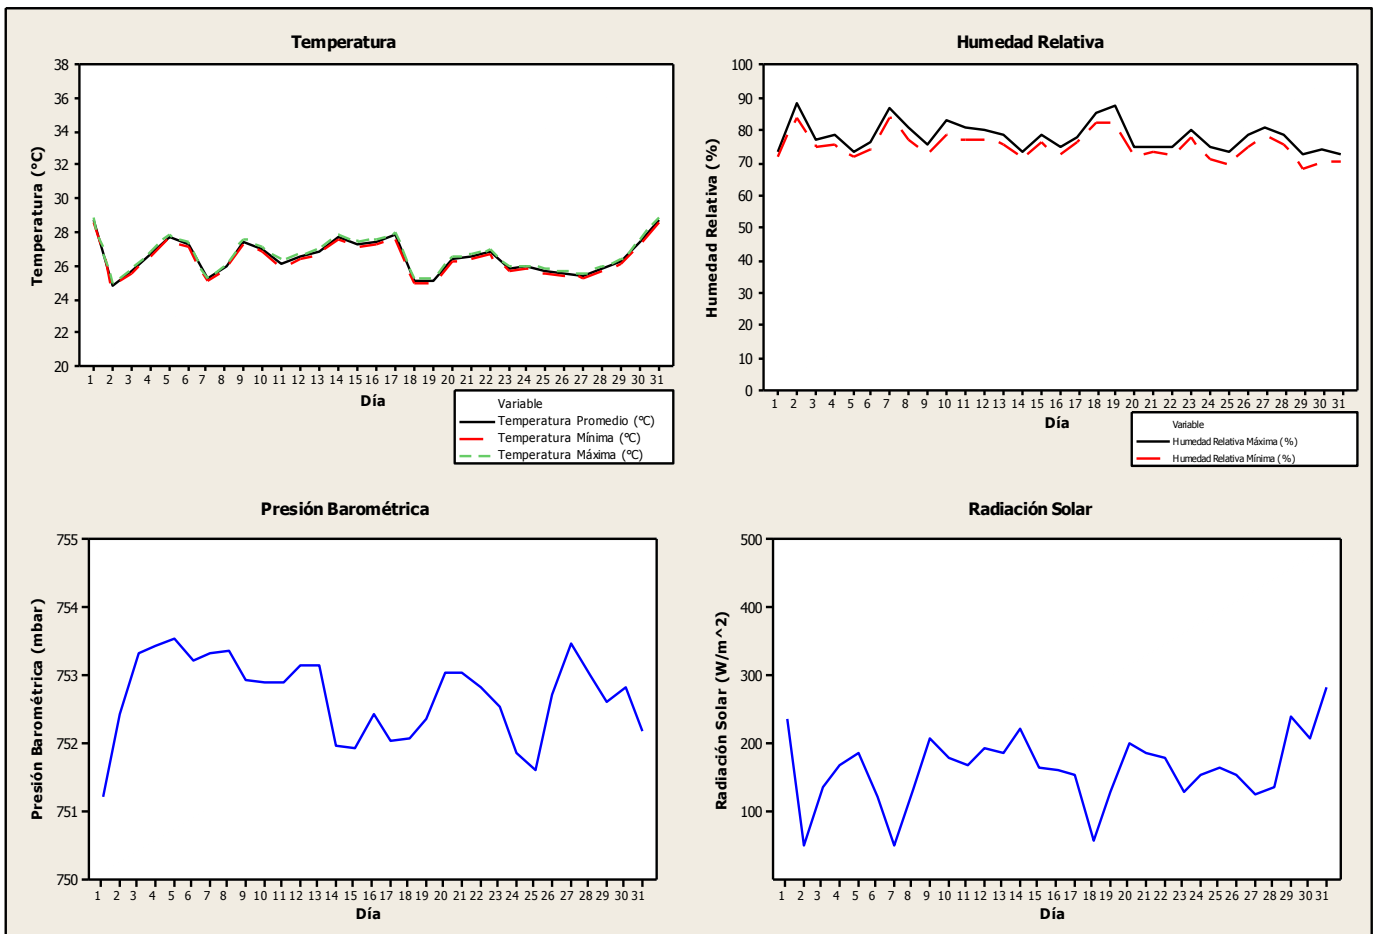 Temperatura
38
36
34
32
30
28
26
24
22
20
Temperatura (°C)
1 2 3 4 5 6 7 8 9 10 11 12 13 14 15 16 17 18 19 20 21 22 23 24 25 26 27 28 29 30 31
Día
Variable
Temperatura Promedio (°C)
Temperatura Mínima (°C)
Temperatura Máxima (°C)
Humedad Relativa
100
90
80
70
60
50
40
30
20
10
0
Humedad Relativa (%)
1 2 3 4 5 6 7 8 9 10 11 12 13 14 15 16 17 18 19 20 21 22 23 24 25 26 27 28 29 30 31
Día
Variable
Humedad Relativa Máxima (%)
Humedad Relativa Mínima (%)
Presión Barométrica
755
754
753
752
751
750
Presión Barométrica (mbar)
1 2 3 4 5 6 7 8 9 10 11 12 13 14 15 16 17 18 19 20 21 22 23 24 25 26 27 28 29 30 31
Día
Radiación Solar
500
400
300
200
100
Radiación Solar (W/m^2)
1 2 3 4 5 6 7 8 9 10 11 12 13 14 15 16 17 18 19 20 21 22 23 24 25 26 27 28 29 30 31
Día